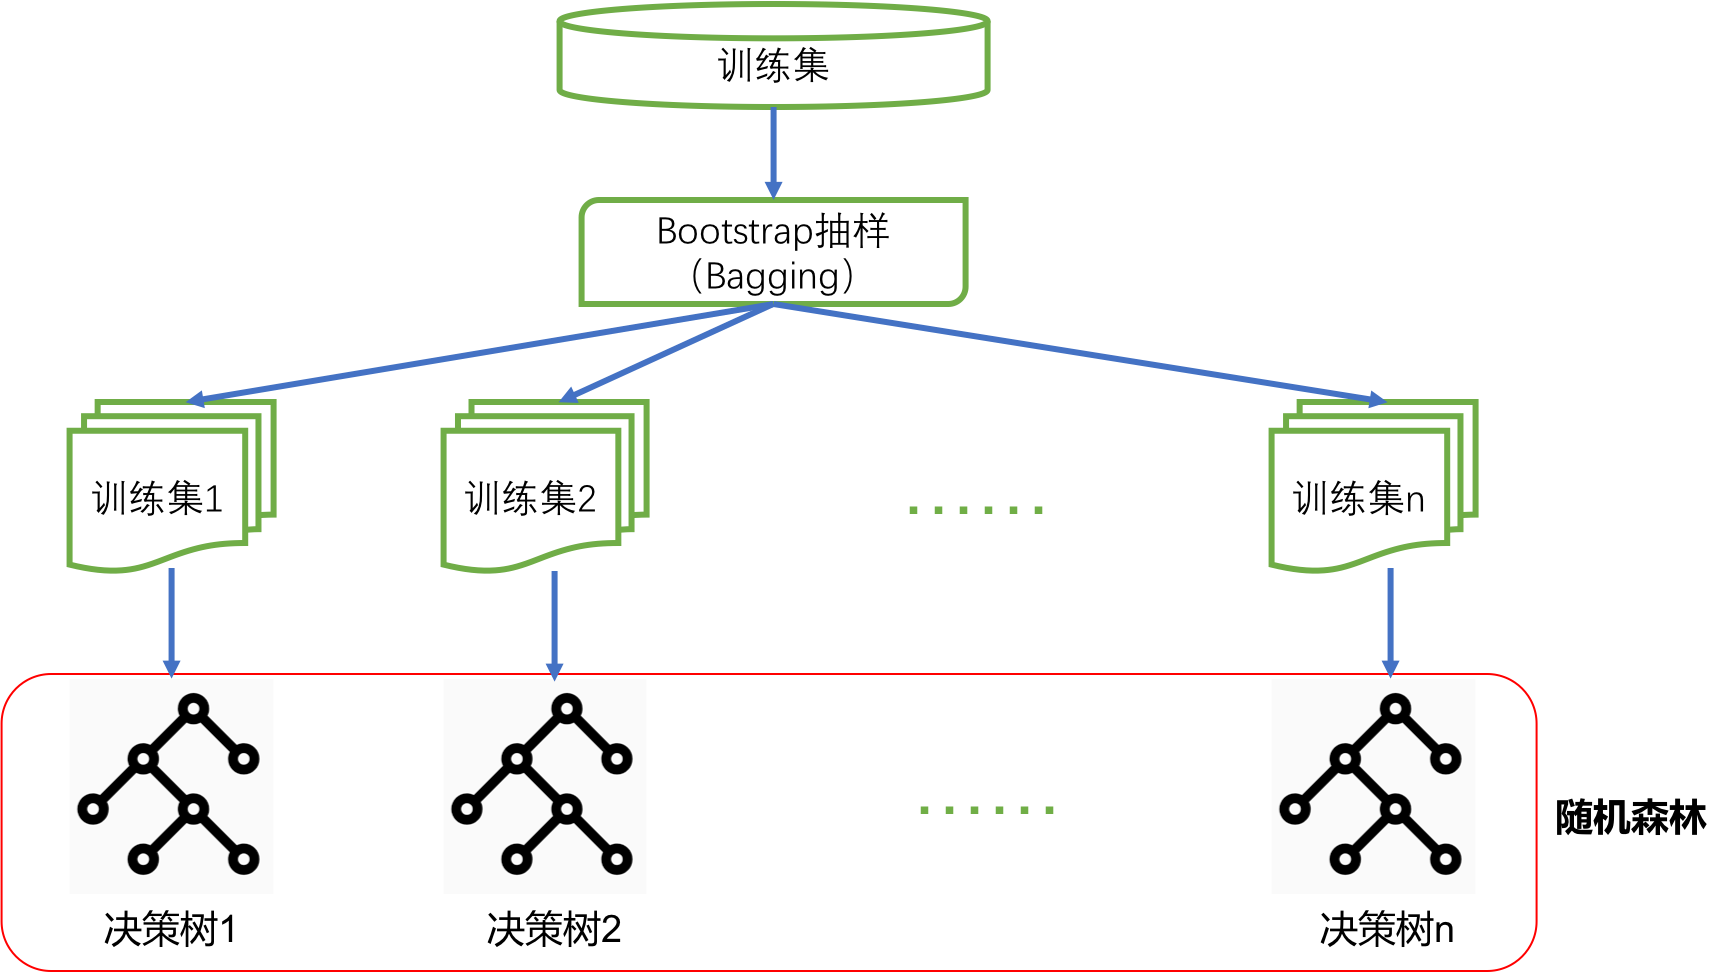 训练集
Bootstrap抽样
（Bagging）
训练集1
训练集2
......
训练集n
......
随机森林
决策树1
决策树2
决策树n